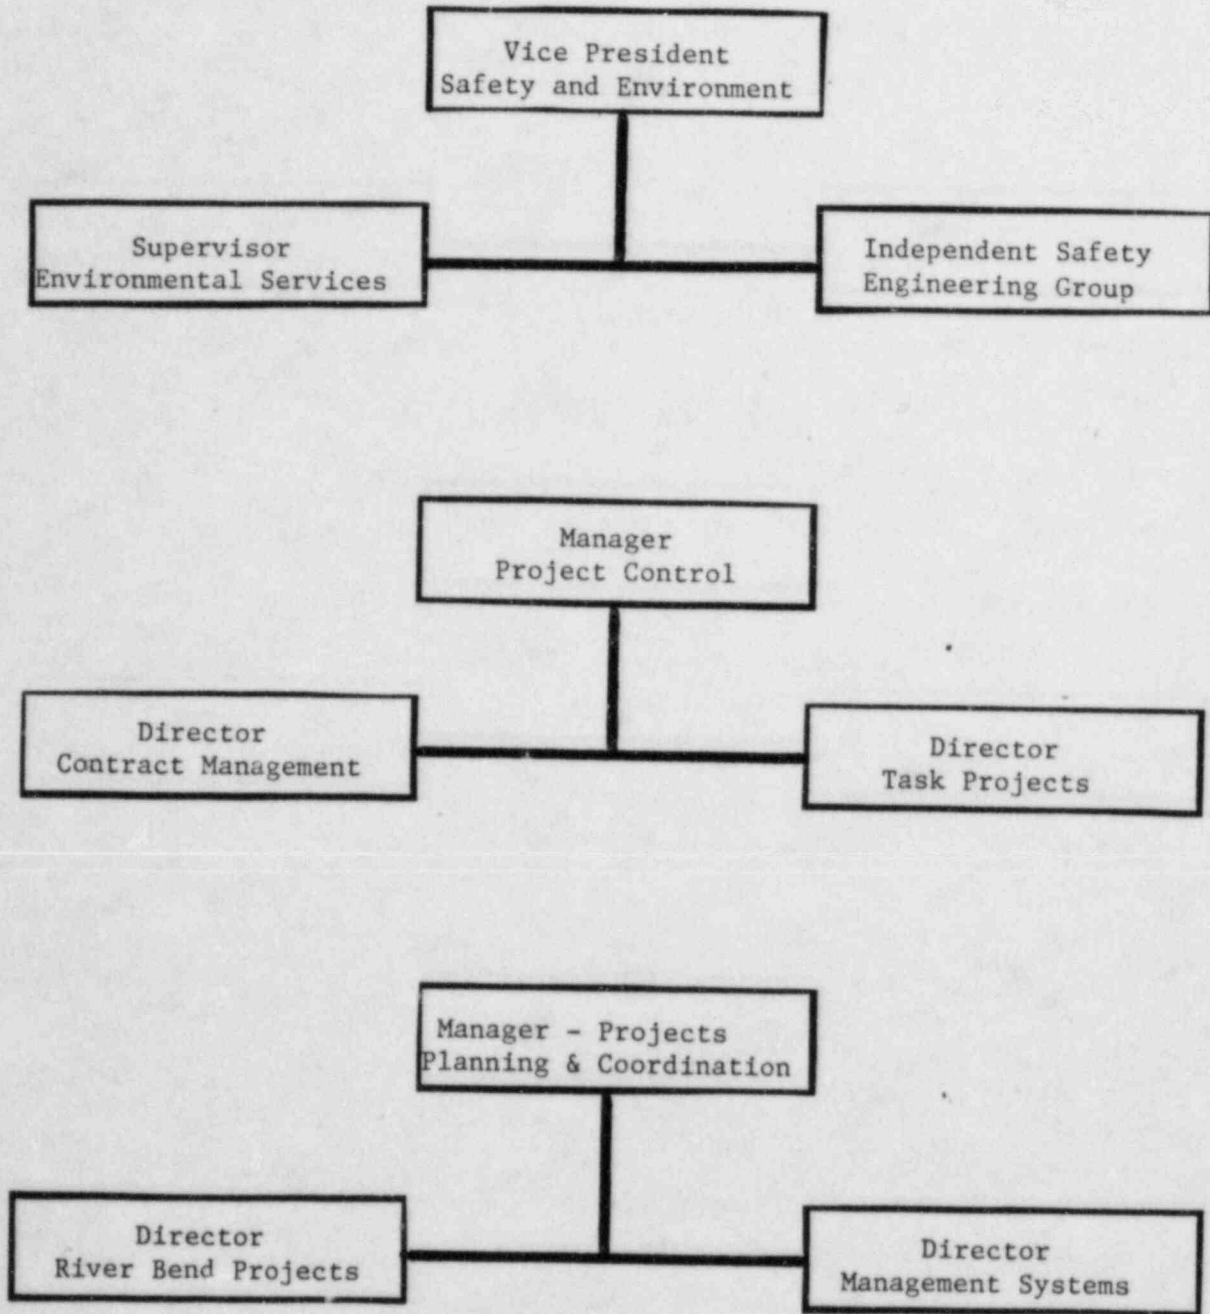 Vice President
Safety and Environment
Supervisor
Environmental Services
Independent Safety
Engineering Group
Manager
Project Control
Director
Contract Management
Director
Task Projects
Manager - Projects
Planning & Coordination
Director
River Bend Projects
Director
Management Systems